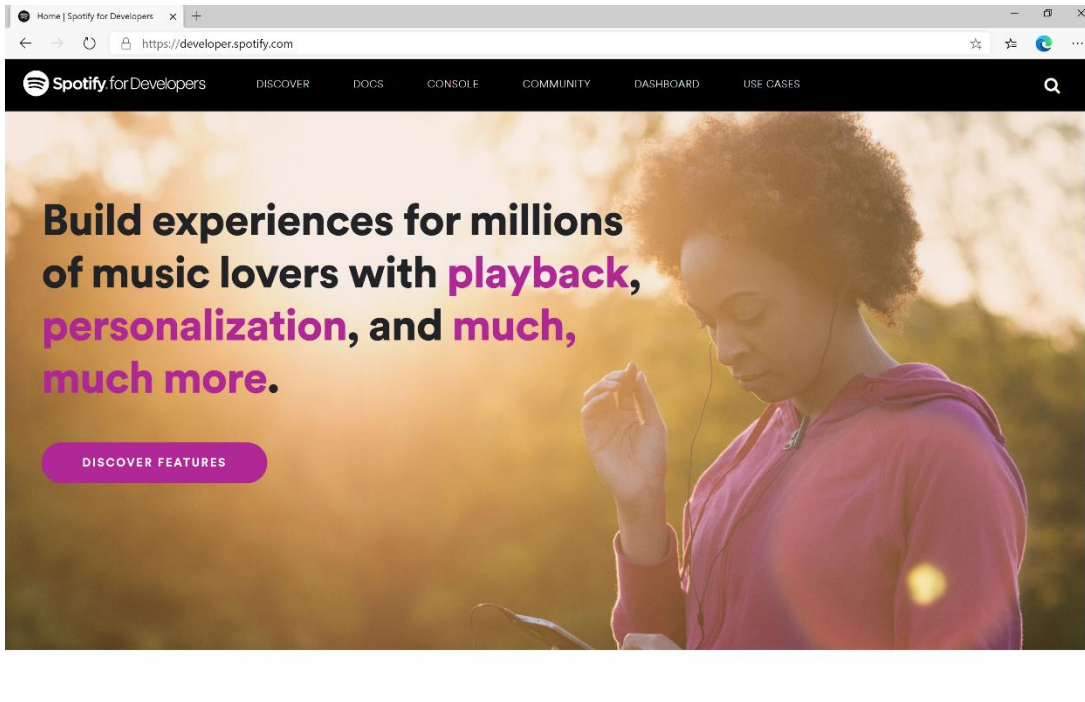 Home | Spotify for Developers
https://developer.spotify.com
Spotify for Developers DISCOVER DOCS CONSOLE COMMUNITY DASHBOARD USE CASES
Build experiences for millions
of music lovers with playback,
personalization, and much,
much more.
DISCOVER FEATURES